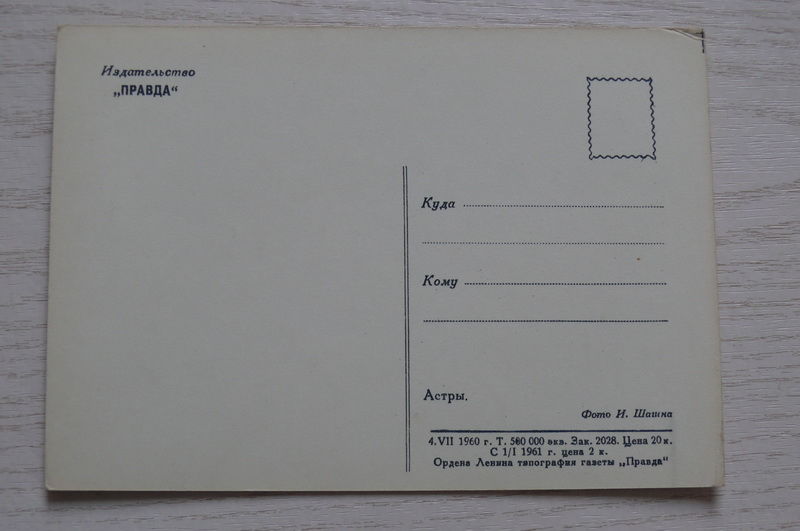 Издательство
„ПРАВДА“
Куда
Кому
Астры.
Фото И. Шагина
4.VII 1960 г. Т. 500 000 экз. Зак. 2028. Цена 20 к.
С 1/I 1961 г. цена 2 к.
Ордена Ленина типография газеты „Правда“